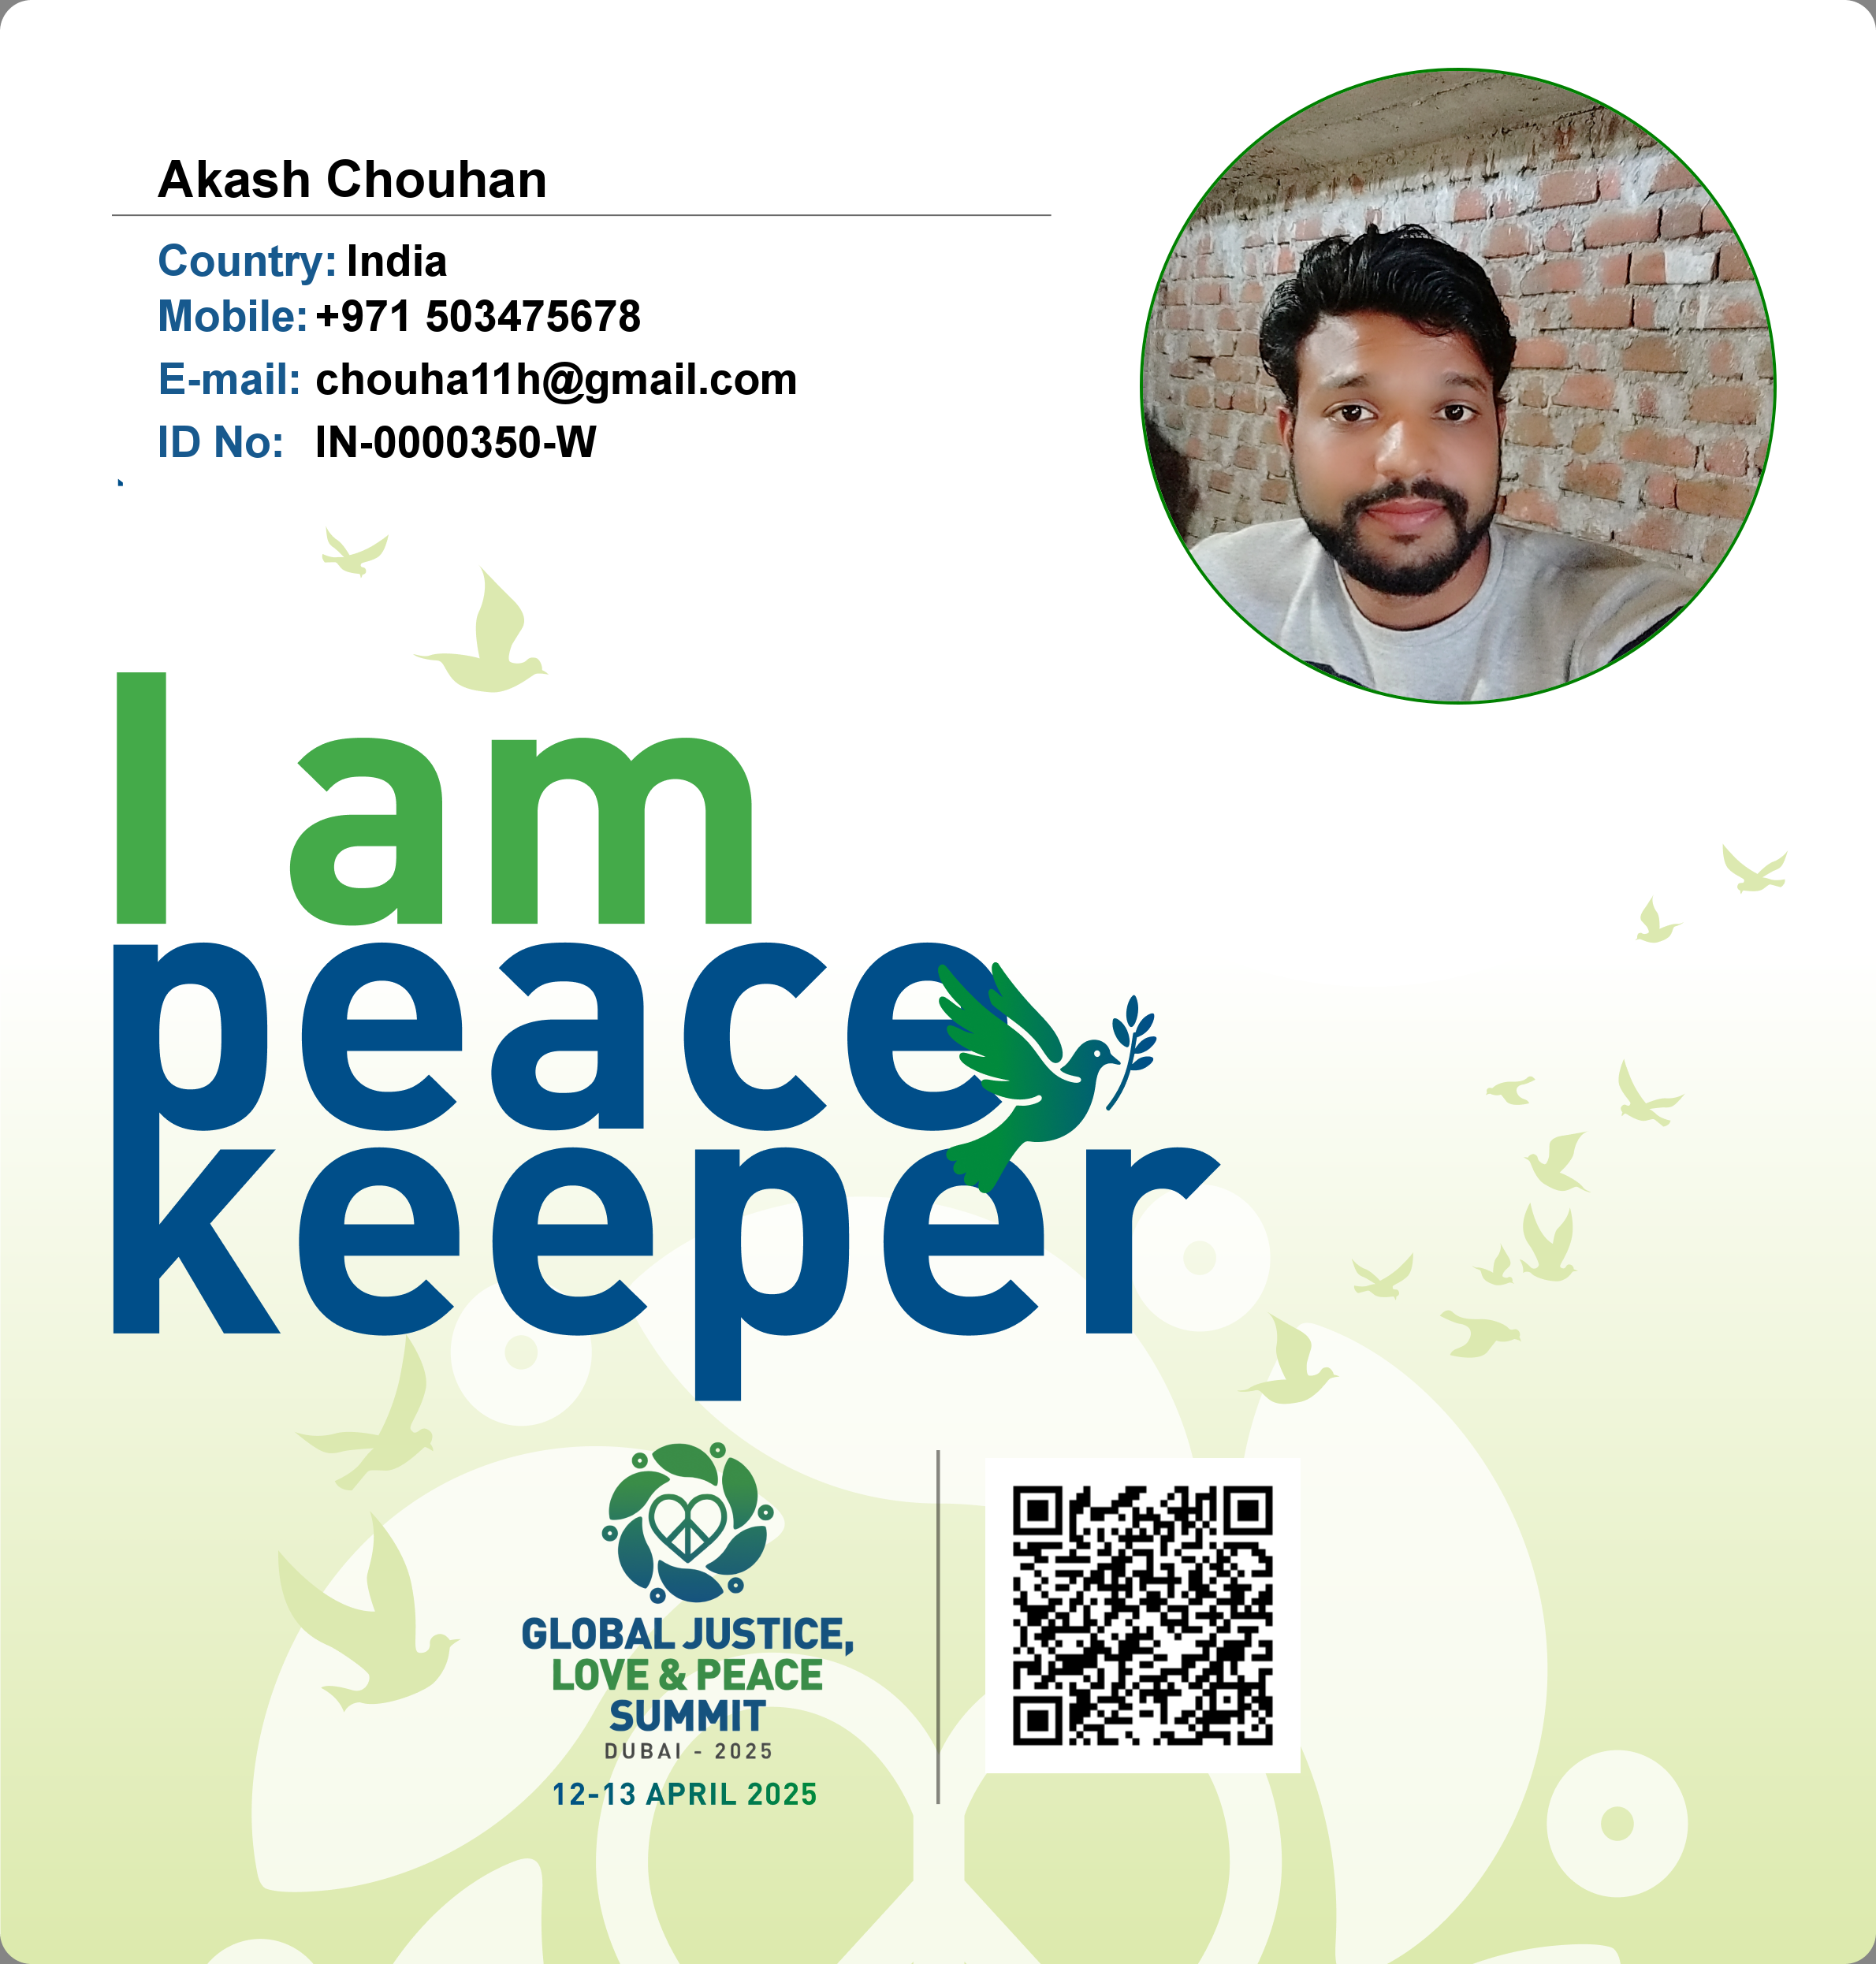 Akash Chouhan
Country: India
Mobile: +971 503475678
E-mail: chouha11h@gmail.com
ID No: IN-0000350-W
I am
peace
keeper
GLOBAL JUSTICE,
LOVE & PEACE
SUMMIT
DUBAI - 2025
12-13 APRIL 2025